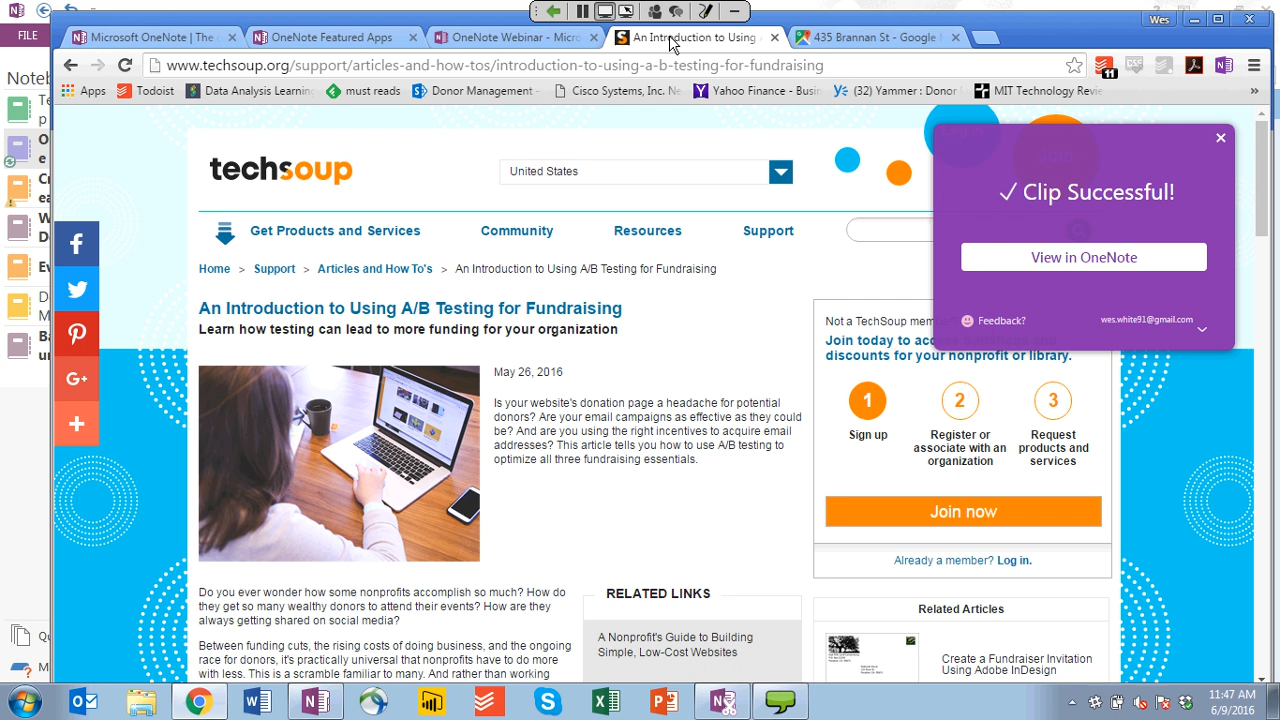 Wes
FILE
Microsoft OneNote | The
OneNote Featured Apps
OneNote Webinar - Micro
An Introduction to Using
435 Brannan St - Google
www.techsoup.org/support/articles-and-how-tos/introduction-to-using-a-b-testing-for-fundraising
11
Apps
Todoist
Data Analysis Learning
must reads
Donor Management -
Cisco Systems, Inc. Ne
Yahoo Finance - Busin
(32) Yammer: Donor
MIT Technology Revie
»
Noteb
techsoup
United States
Get Products and Services
Community
Resources
Support
Home > Support > Articles and How To's > An Introduction to Using A/B Testing for Fundraising
Clip Successful!
View in OneNote
Feedback?
wes.white91@gmail.com
An Introduction to Using A/B Testing for Fundraising
Learn how testing can lead to more funding for your organization
May 26, 2016
Is your website's donation page a headache for potential
donors? Are your email campaigns as effective as they could
be? And are you using the right incentives to acquire email
addresses? This article tells you how to use A/B testing to
optimize all three fundraising essentials.
Do you ever wonder how some nonprofits accomplish so much? How do
they get so many wealthy donors to attend their events? How are they
always getting shared on social media?
Between funding cuts, the rising costs of doing business, and the ongoing
race for donors, it's practically universal that nonprofits have to do more
with less. This is a scramble familiar to many. And rather than working
RELATED LINKS
A Nonprofit's Guide to Building
Simple, Low-Cost Websites
Not a TechSoup mem
Join today to access donations and
discounts for your nonprofit or library.
1
2
3
Sign up
Register or
associate with an
organization
Request
products and
services
Join now
Already a member? Log in.
Related Articles
Create a Fundraiser Invitation
Using Adobe InDesign
11:47 AM
6/9/2016